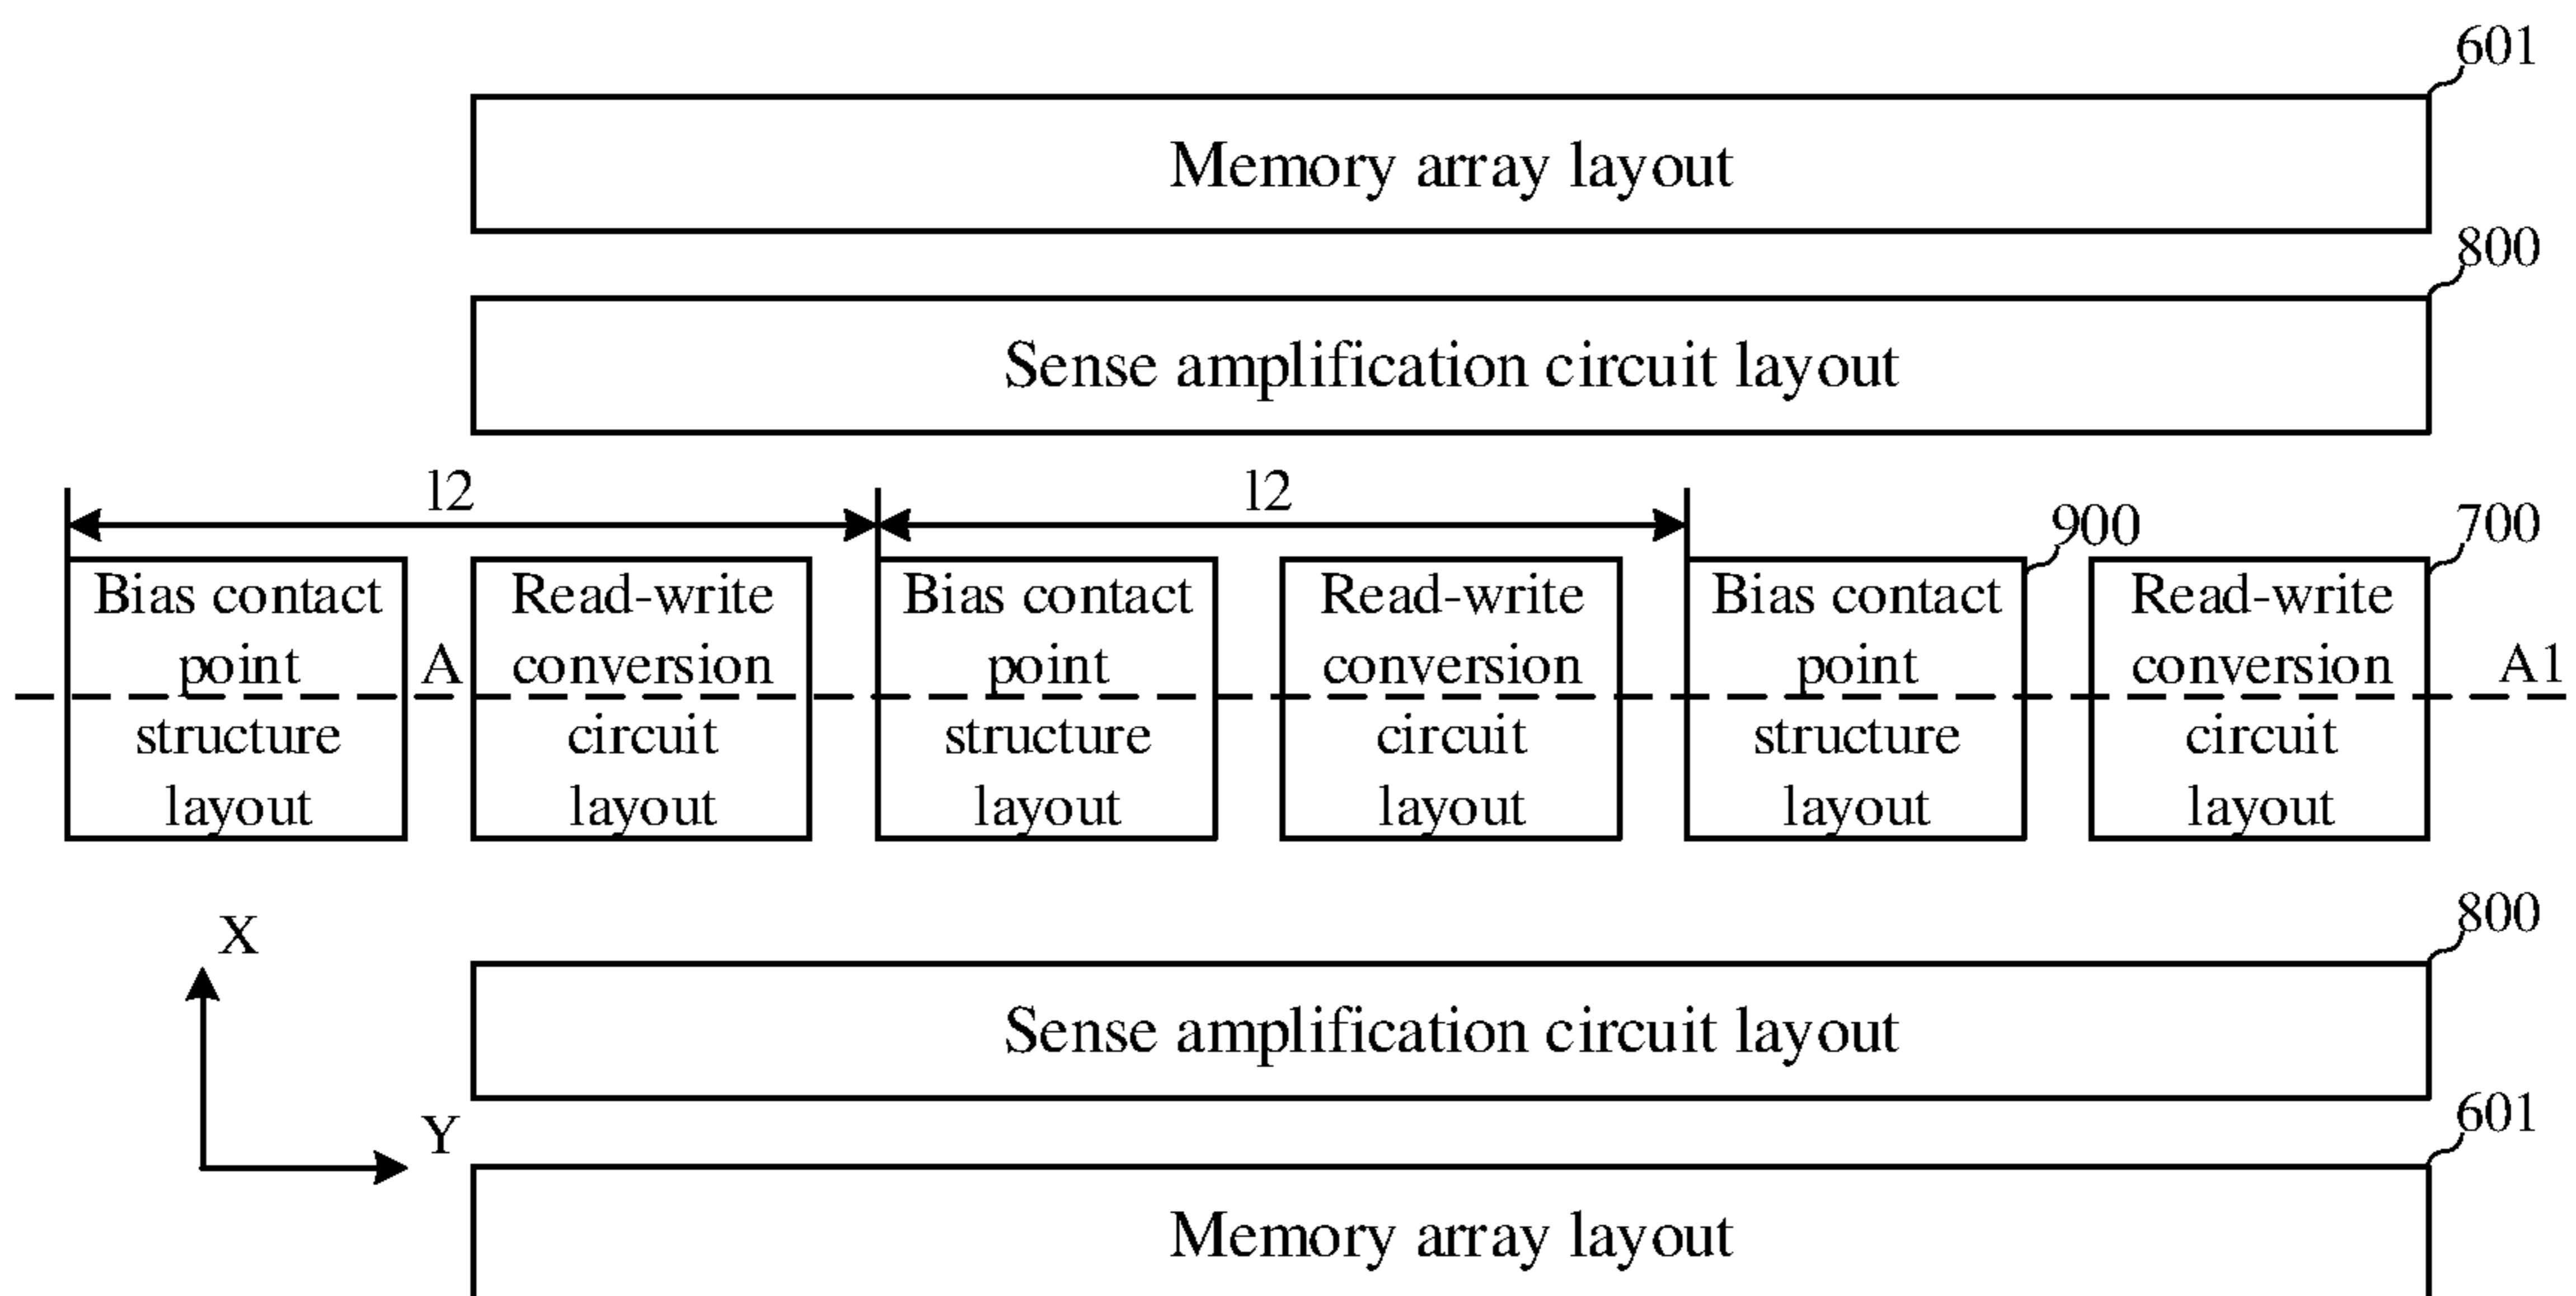 601
Memory array layout
800
Sense amplification circuit layout
l2
l2
900
700
Bias contact
point
structure
layout
A
Read-write
conversion
circuit
layout
Bias contact
point
structure
layout
Read-write
conversion
circuit
layout
Bias contact
point
structure
layout
Read-write
conversion
circuit
layout
A1
X
800
Sense amplification circuit layout
Y
601
Memory array layout